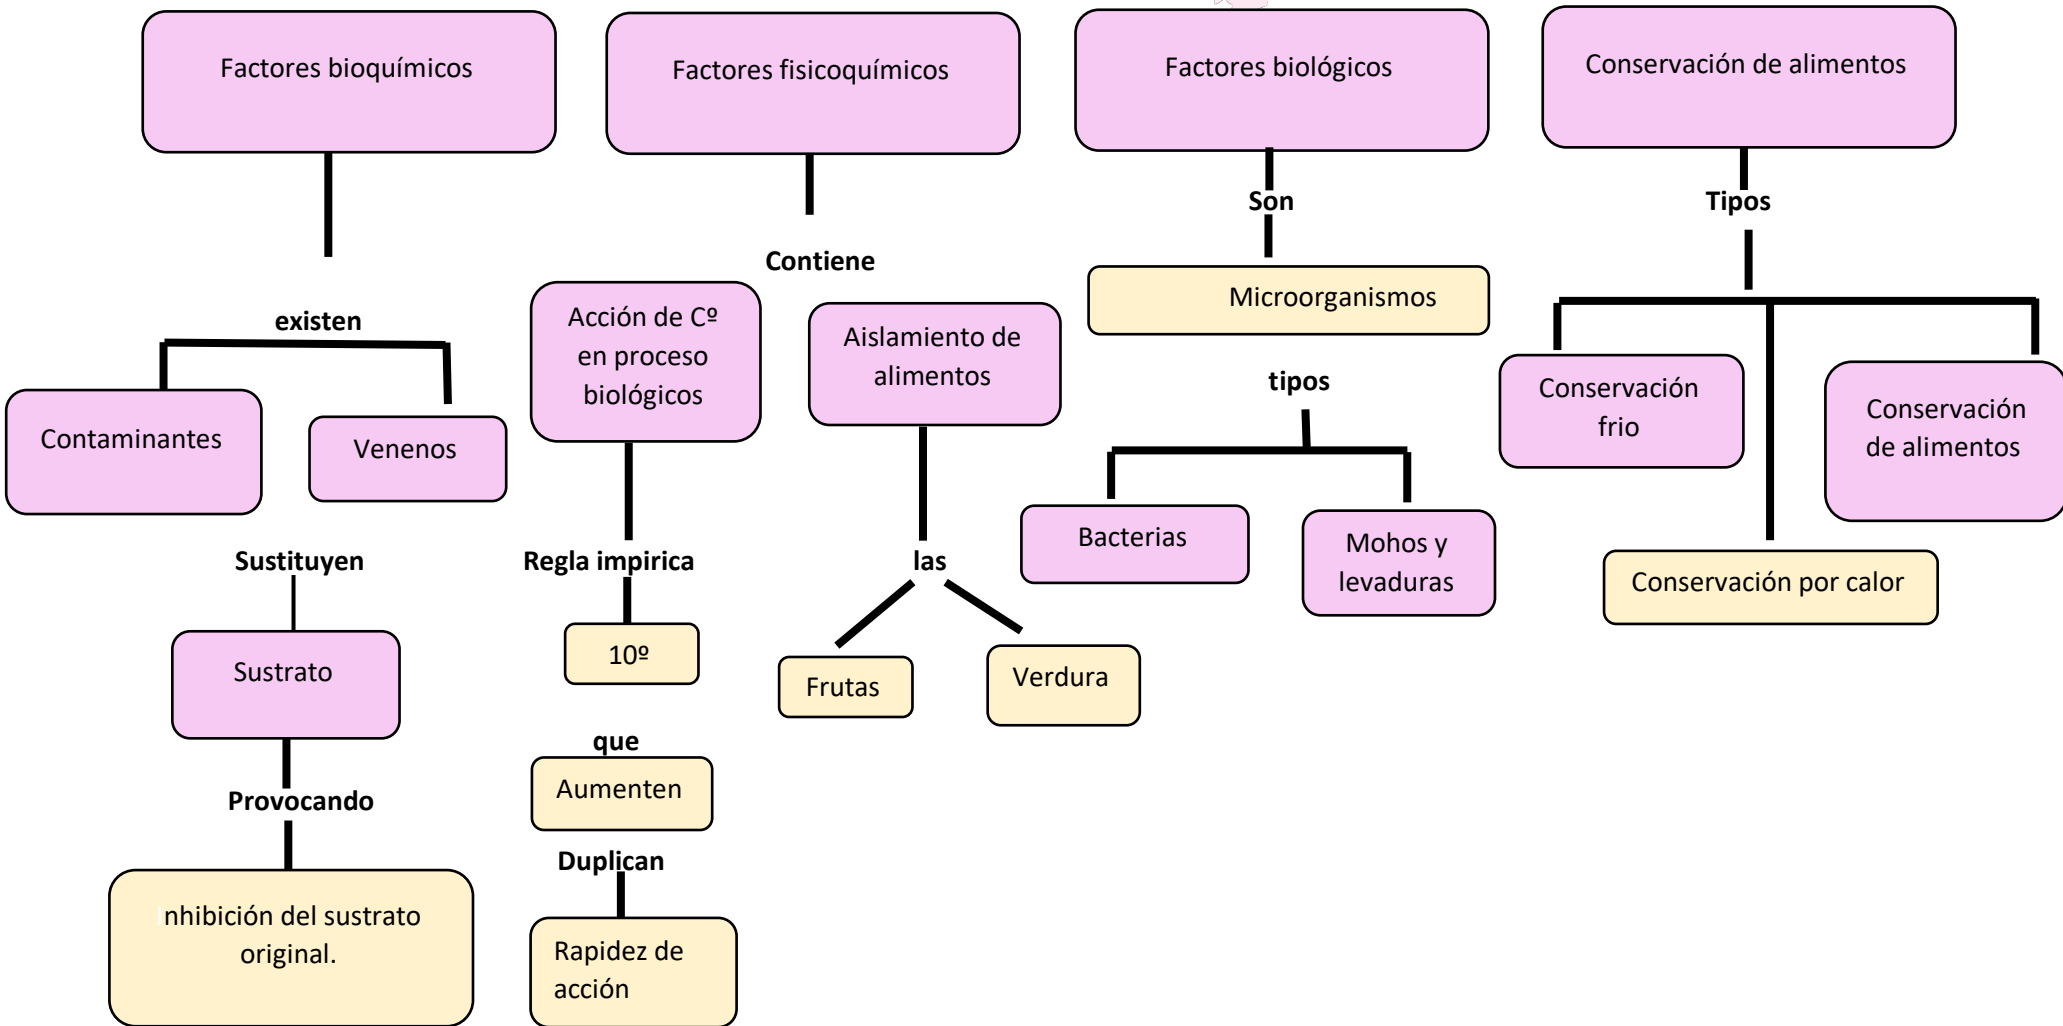 Factores bioquímicos
Factores fisicoquímicos
Factores biológicos
Conservación de alimentos
Son
Tipos
Contiene
existen
Acción de Cº
en proceso
biológicos
Aislamiento de
alimentos
Microorganismos
tipos
Contaminantes
Venenos
Conservación
frio
Conservación
de alimentos
Bacterias
Mohos y
levaduras
Conservación por calor
Sustituyen
Regla impirica
las
Sustrato
10º
Frutas
Verdura
que
Aumenten
Provocando
Duplican
Inhibición del sustrato
original.
Rapidez de
acción